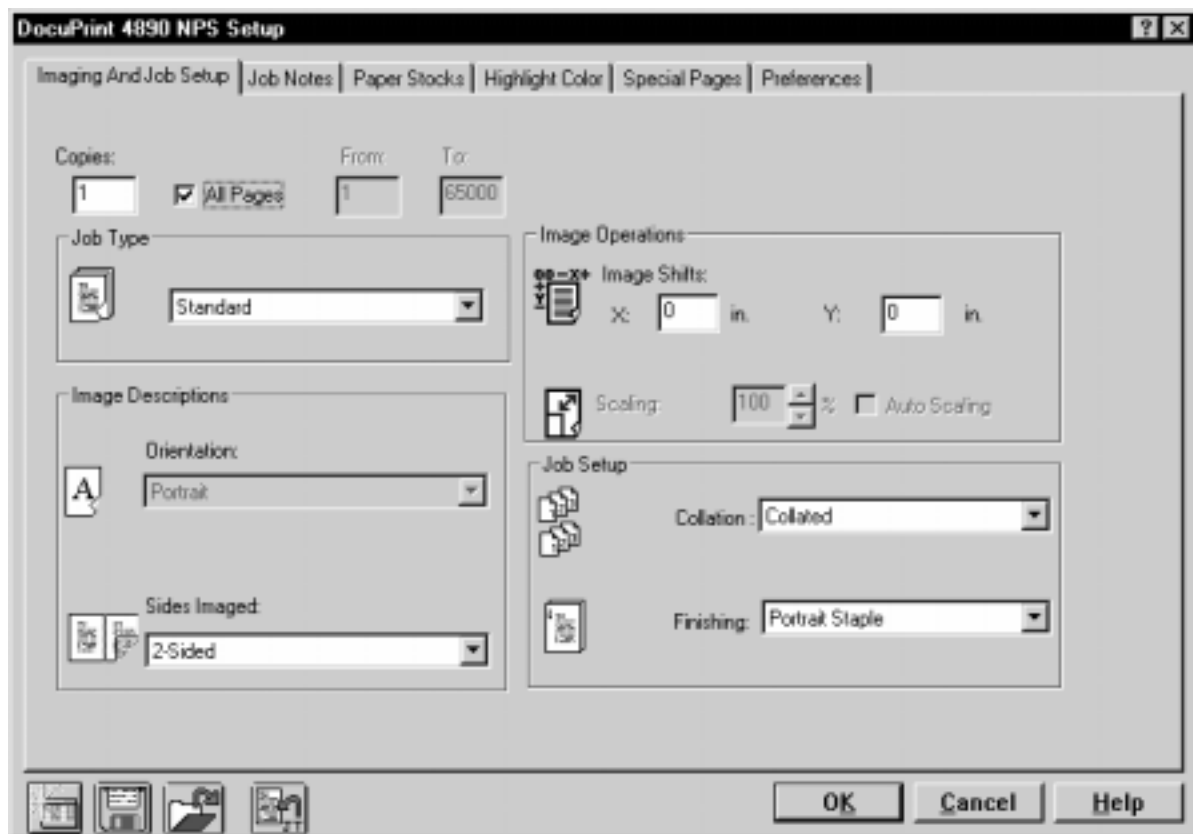 DocuPrint 4890 NPS Setup
Imaging And Job Setup Job Notes Paper Stocks Highlight Color Special Pages Preferences
Copies: From: To:
1 All Pages 1 65000
Job Type
Standard
Image Operations
Image Shifts:
X: 0 in. Y: 0 in.
Scaling: 100 % Auto Scaling
Image Descriptions
Orientation:
A Portrait
Sides Imaged:
2-Sided
Job Setup
Collation : Collated
Finishing: Portrait Staple
OK Cancel Help